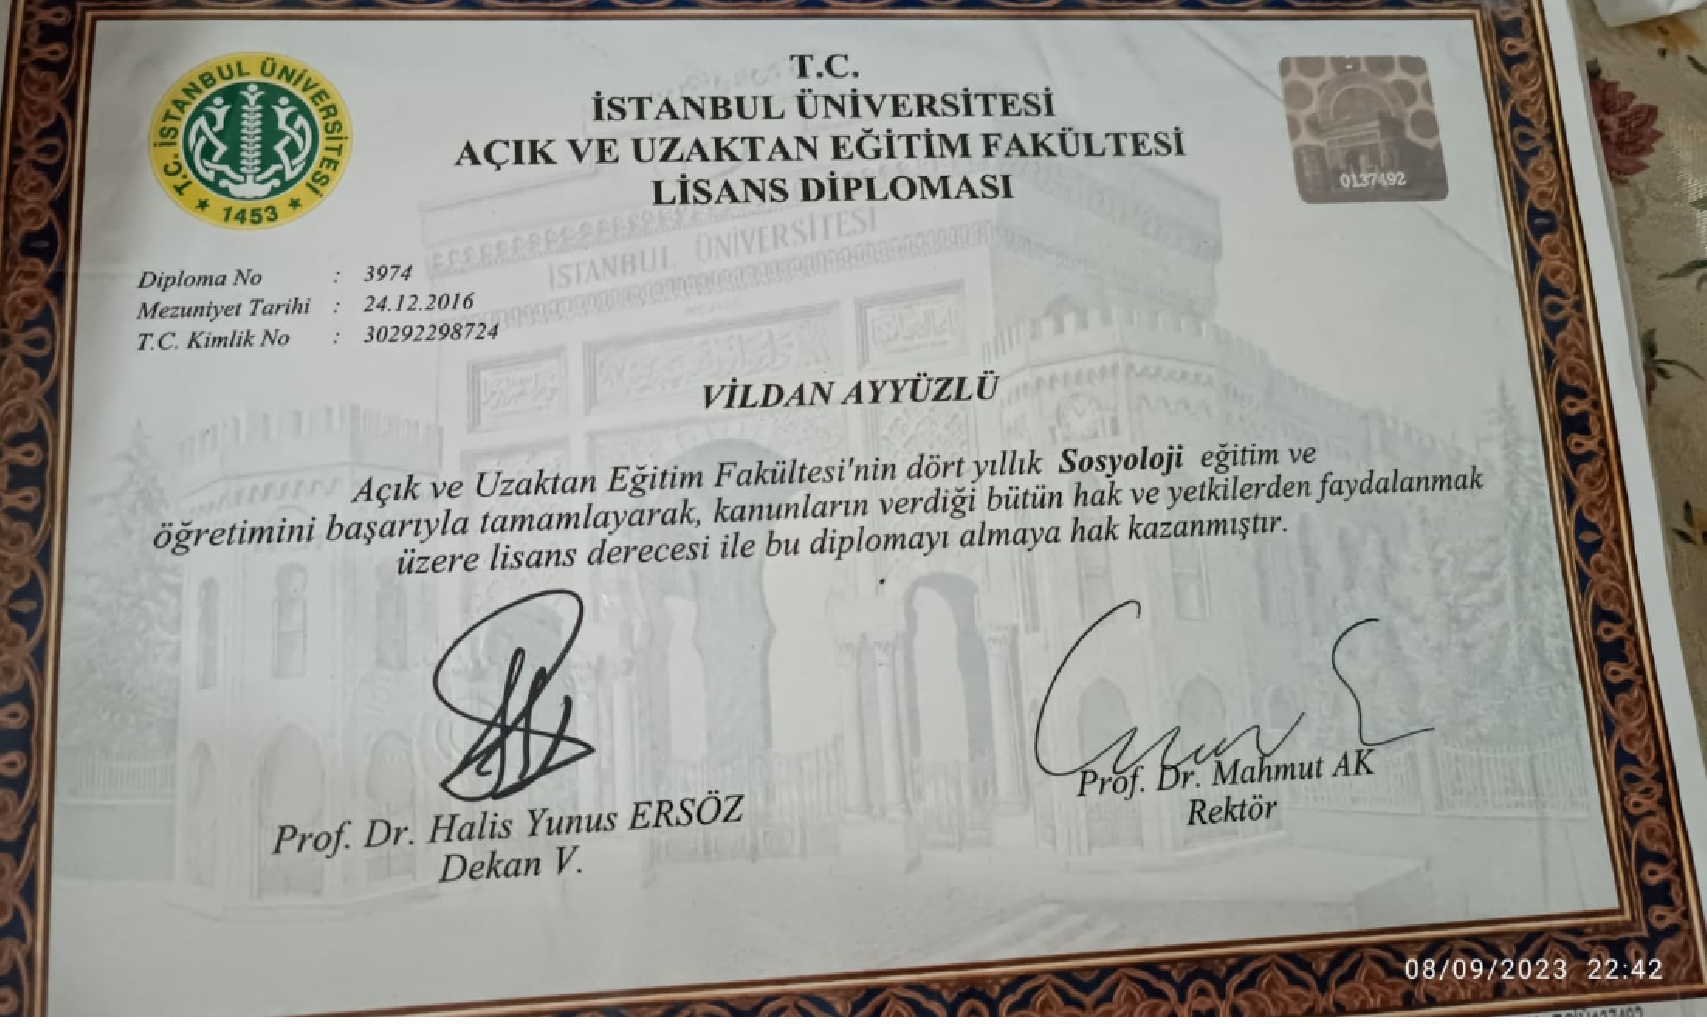 T.C. İSTANBUL ÜNİVERSİTESİ
★ 1453 ★
T.C.
İSTANBUL ÜNİVERSİTESİ
AÇIK VE UZAKTAN EĞİTİM FAKÜLTESİ
LİSANS DİPLOMASI
0137492
İSTANBUL ÜNİVERSİTESİ
Diploma No : 3974
Mezuniyet Tarihi : 24.12.2016
T.C. Kimlik No : 30292298724
VİLDAN AYYÜZLÜ
Açık ve Uzaktan Eğitim Fakültesi'nin dört yıllık Sosyoloji eğitim ve
öğretimini başarıyla tamamlayarak, kanunların verdiği bütün hak ve yetkilerden faydalanmak
üzere lisans derecesi ile bu diplomayı almaya hak kazanmıştır.
Prof. Dr. Halis Yunus ERSÖZ
Dekan V.
Prof. Dr. Mahmut AK
Rektör
08/09/2023 22:42